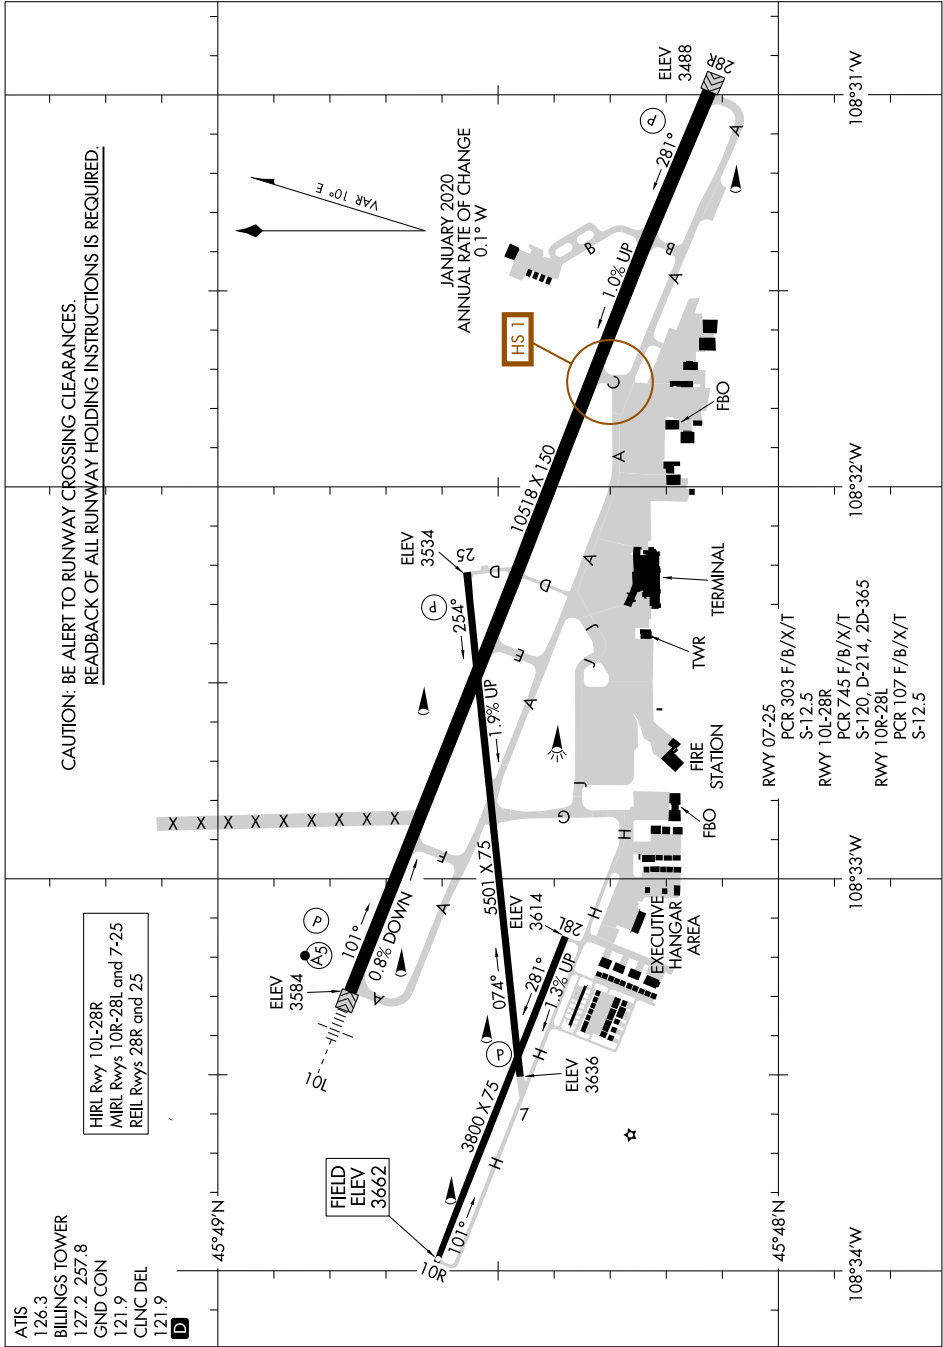 ATIS
126.3
BILLINGS TOWER
127.2 257.8
GND CON
121.9
CLNC DEL
121.9
D
HIRL Rwy 10L-28R
MIRL Rwys 10R-28L and 7-25
REIL Rwys 28R and 25
CAUTION: BE ALERT TO RUNWAY CROSSING CLEARANCES.
READBACK OF ALL RUNWAY HOLDING INSTRUCTIONS IS REQUIRED.
VAR 10° E
JANUARY 2020
ANNUAL RATE OF CHANGE
0.1° W
45°49'N
45°48'N
108°34'W
108°33'W
108°32'W
108°31'W
FIELD
ELEV
3662
10R
101°
3800 X 75
H
H
H
H
H
7
ELEV
3636
P
281°
1.3% UP
ELEV
3614
28L
074°
5501 X 75
1.9% UP
254°
P
25
ELEV
3534
10L
ELEV
3584
A5
P
101°
0.8% DOWN
A
A
F
X X X X X X X X X
G
J
J
J
A
E
D
D
A
A
10518 X 150
HS 1
C
1.0% UP
A
B
B
281°
P
A
ELEV
3488
28R
EXECUTIVE
HANGAR
AREA
FBO
FIRE
STATION
TWR
TERMINAL
FBO
RWY 07-25
PCR 303 F/B/X/T
S-12.5
RWY 10L-28R
PCR 745 F/B/X/T
S-120, D-214, 2D-365
RWY 10R-28L
PCR 107 F/B/X/T
S-12.5